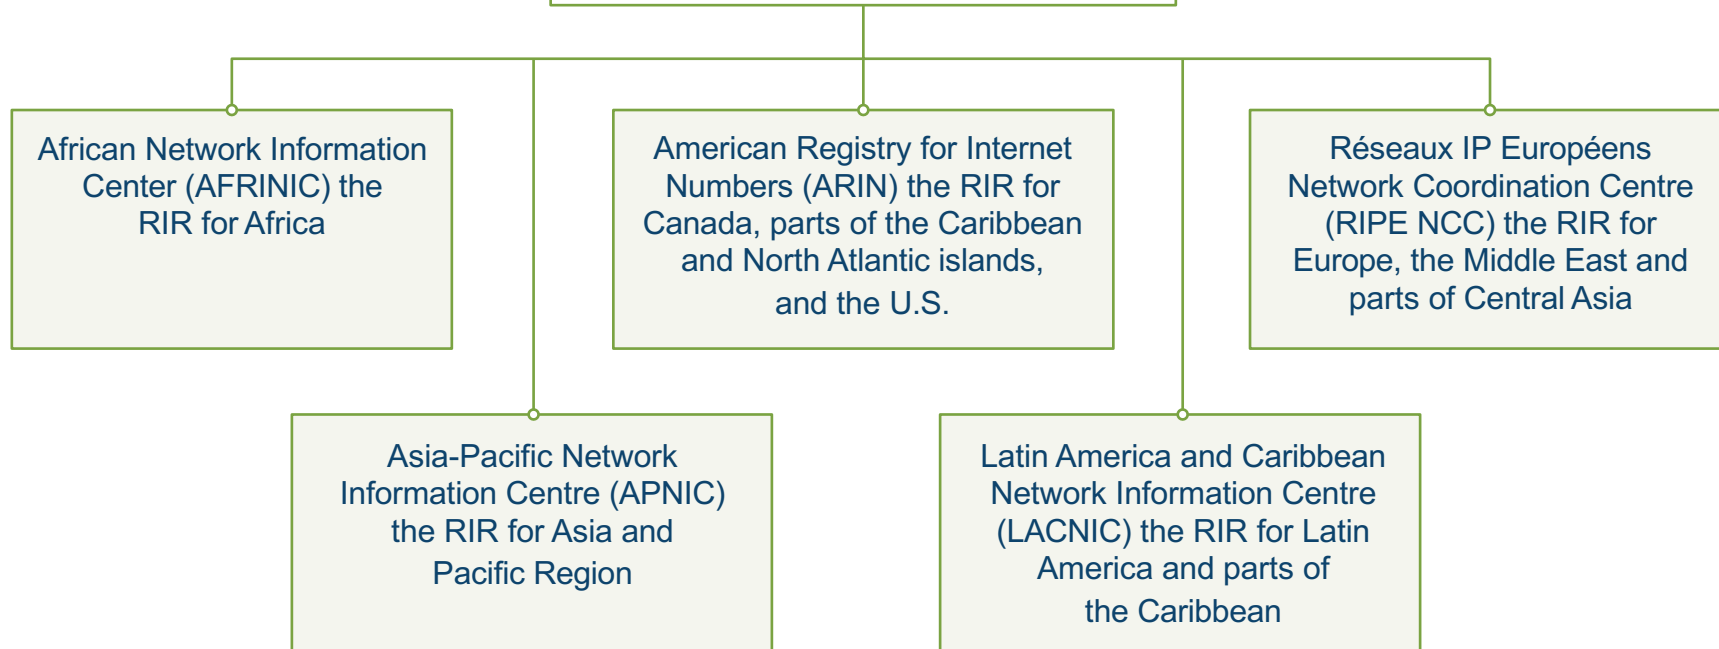 African Network Information
Center (AFRINIC) the
RIR for Africa
American Registry for Internet
Numbers (ARIN) the RIR for
Canada, parts of the Caribbean
and North Atlantic islands,
and the U.S.
Réseaux IP Européens
Network Coordination Centre
(RIPE NCC) the RIR for
Europe, the Middle East and
parts of Central Asia
Asia-Pacific Network
Information Centre (APNIC)
the RIR for Asia and
Pacific Region
Latin America and Caribbean
Network Information Centre
(LACNIC) the RIR for Latin
America and parts of
the Caribbean